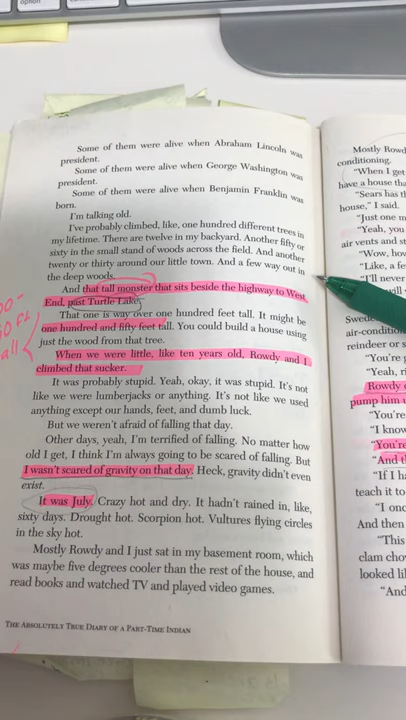 option
Some of them were alive when Abraham Lincoln was
president.
Some of them were alive when George Washington was
president.
Some of them were alive when Benjamin Franklin was
born.
I'm talking old.
I've probably climbed, like, one hundred different trees in
my lifetime. There are twelve in my backyard. Another fifty or
sixty in the small stand of woods across the field. And another
twenty or thirty around our little town. And a few way out in
the deep woods.
And that tall monster that sits beside the highway to West
End, past Turtle Lake.
That one is way over one hundred feet tall. It might be
one hundred and fifty feet tall. You could build a house using
just the wood from that tree.
When we were little, like ten years old, Rowdy and I
climbed that sucker.
It was probably stupid. Yeah, okay, it was stupid. It's not
like we were lumberjacks or anything. It's not like we used
anything except our hands, feet, and dumb luck.
But we weren't afraid of falling that day.
Other days, yeah, I'm terrified of falling. No matter how
old I get, I think I'm always going to be scared of falling. But
I wasn't scared of gravity on that day. Heck, gravity didn't even
exist.
It was July. Crazy hot and dry. It hadn't rained in, like,
sixty days. Drought hot. Scorpion hot. Vultures flying circles
in the sky hot.
Mostly Rowdy and I just sat in my basement room, which
was maybe five degrees cooler than the rest of the house, and
read books and watched TV and played video games.
THE ABSOLUTELY TRUE DIARY OF A PART-TIME INDIAN
Mostly Rowd
conditioning.
"When I get
have a house tha
"Sears has th
house," I said.
"Just one m
"Yeah, you
air vents and st
"Wow, how
"Like, a fe
"I'll never
will
Swede
air-condition
reindeer or s
"You're g
"Yeah, ri
Rowdy
pump him u
"You're
"I know
"You're
"And t
"If I ha
teach it to
"I onc
And then
"This
clam cho
looked lik
"And